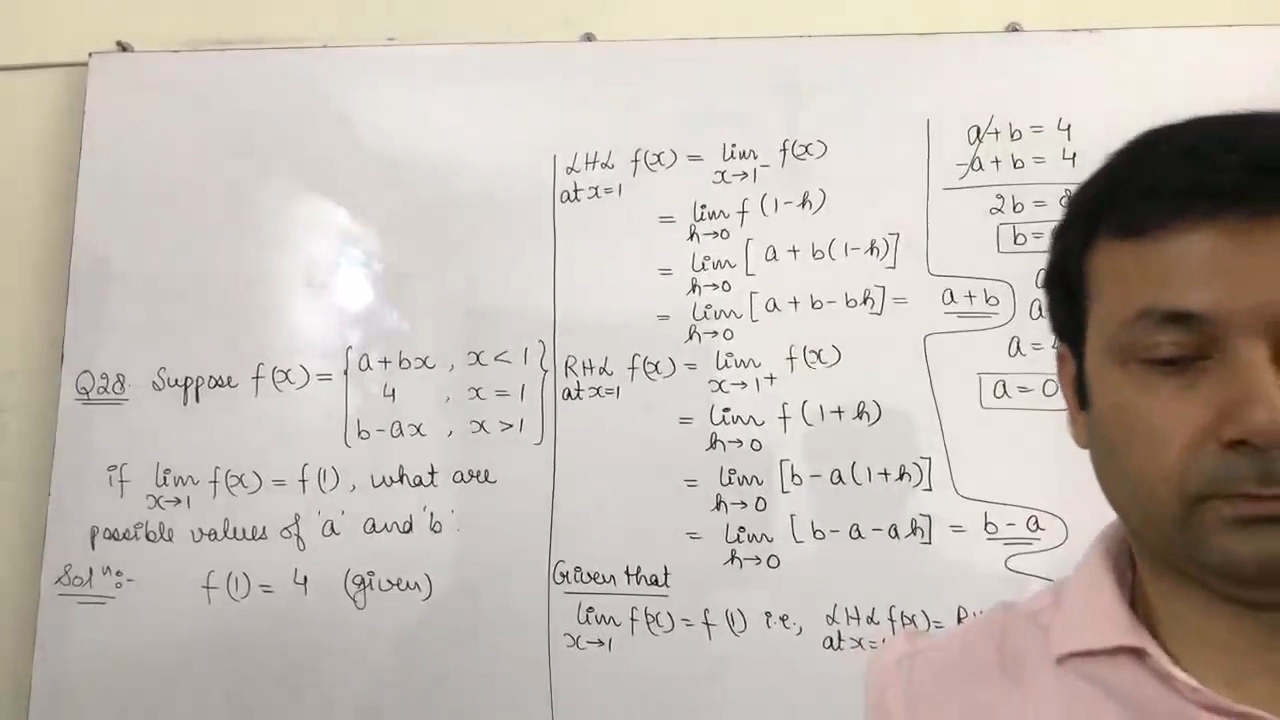 Q28. Suppose f(x) = { a+bx , x < 1
4 , x = 1
b-ax , x > 1 }
if lim x→1 f(x) = f(1), what are
possible values of 'a' and 'b'.
Solⁿ:- f(1) = 4 (given)
LHL f(x) = lim x→1⁻ f(x)
at x=1
= lim h→0 f(1-h)
= lim h→0 [a + b(1-h)]
= lim h→0 [a+b-bh] = a+b
RHL f(x) = lim x→1⁺ f(x)
at x=1
= lim h→0 f(1+h)
= lim h→0 [b-a(1+h)]
= lim h→0 [b-a-ah] = b-a
Given that
lim x→1 f(x) = f(1) i.e., LHL f(x) =
at x=
a+b = 4
-a+b = 4
2b = 8
b=
a
a
a =
a = 0